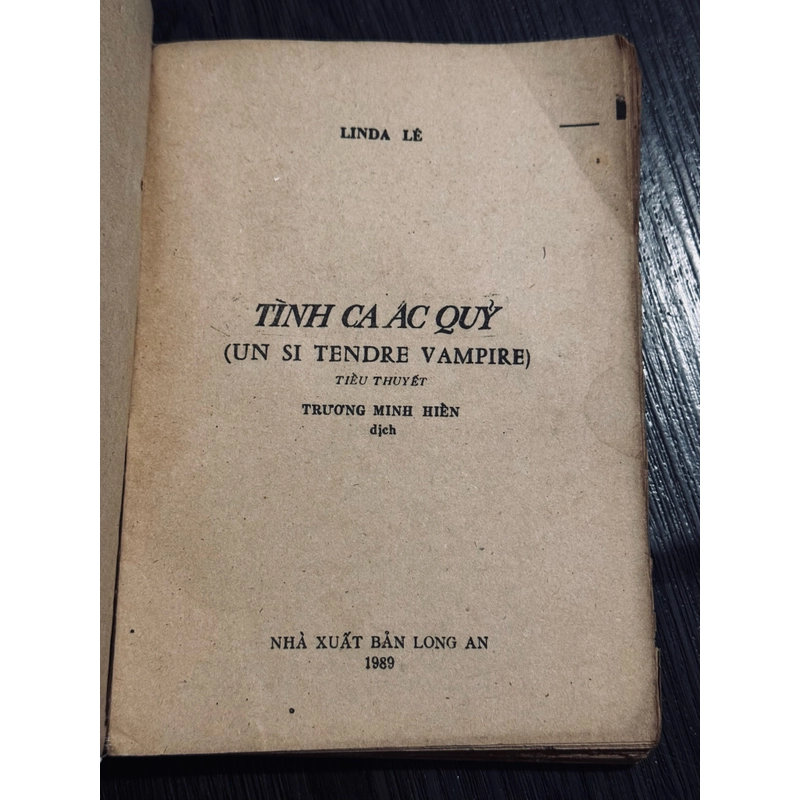 LINDA LÊ
TÌNH CA ÁC QUỶ
(UN SI TENDRE VAMPIRE)
TIỂU THUYẾT
TRƯƠNG MINH HIỀN
dịch
NHÀ XUẤT BẢN LONG AN
1989